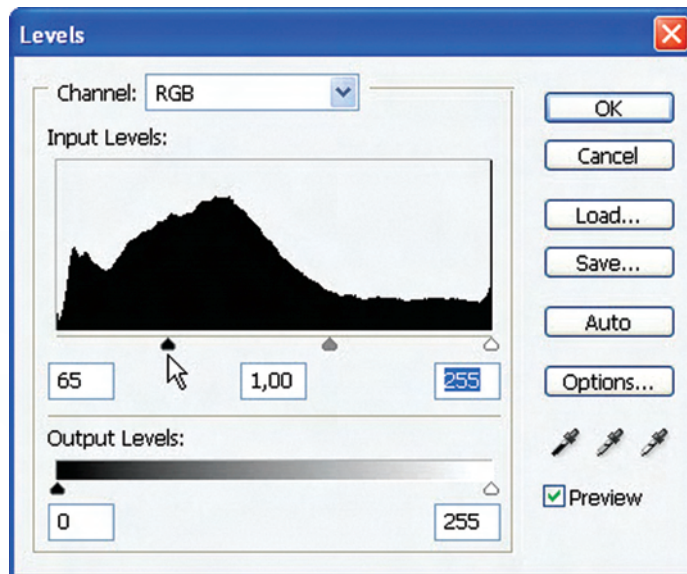 Levels
Channel: RGB
OK
Input Levels:
Cancel
Load...
Save...
Auto
65 1,00 255
Options...
Output Levels:
Preview
0 255